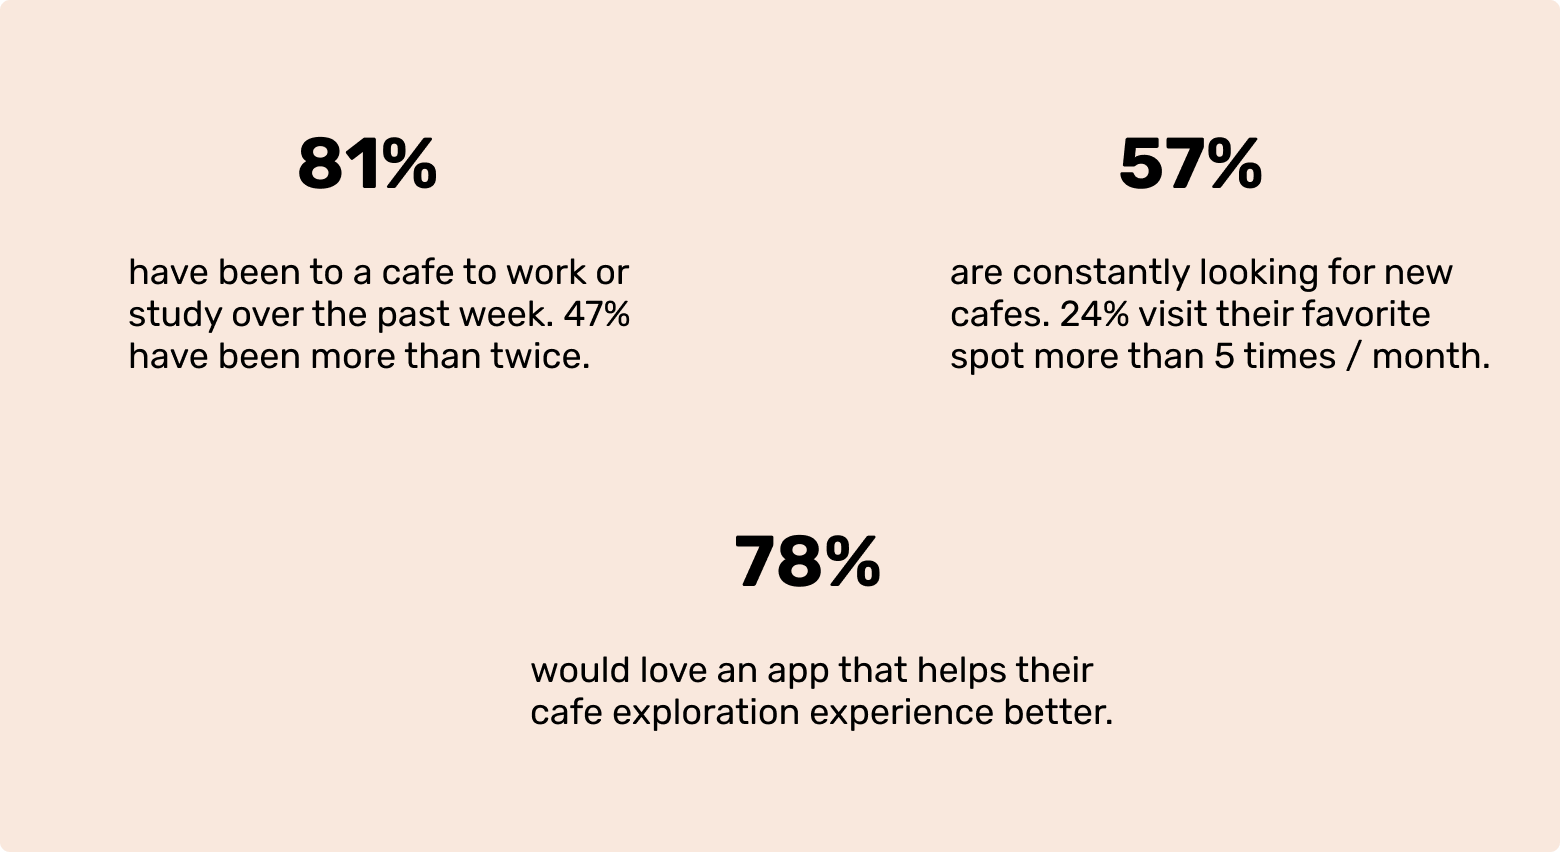 81%
have been to a cafe to work or
study over the past week. 47%
have been more than twice.
57%
are constantly looking for new
cafes. 24% visit their favorite
spot more than 5 times / month.
78%
would love an app that helps their
cafe exploration experience better.